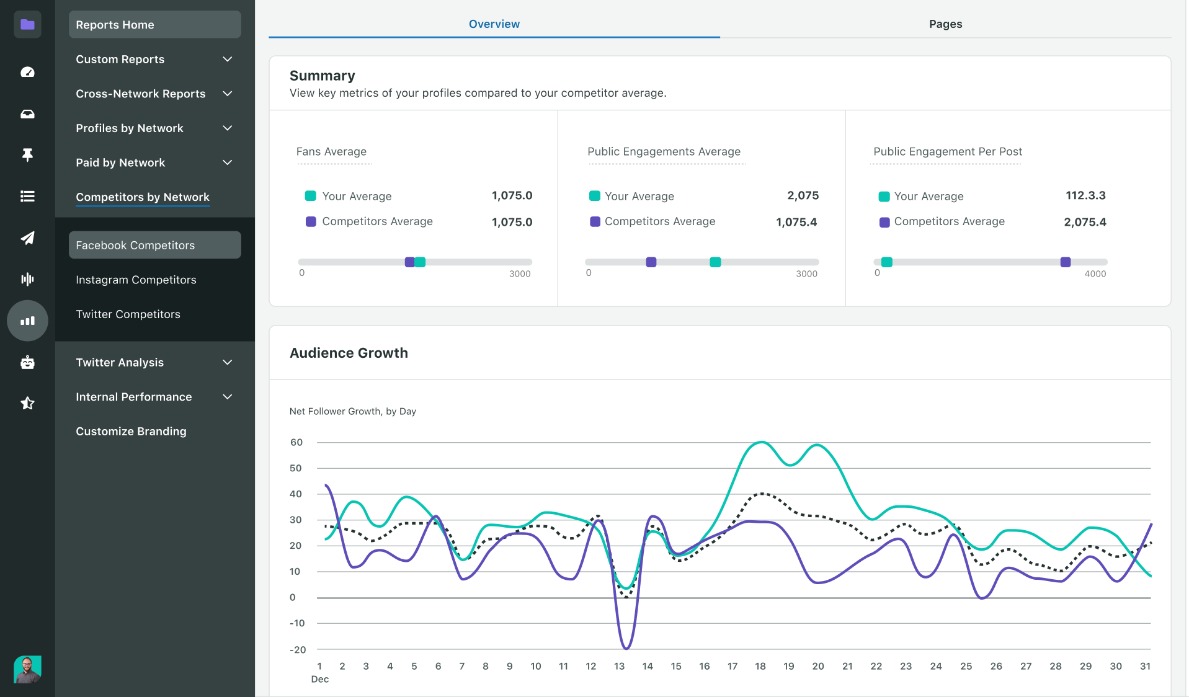 Reports Home
Custom Reports
Cross-Network Reports
Profiles by Network
Paid by Network
Competitors by Network
Facebook Competitors
Instagram Competitors
Twitter Competitors
Twitter Analysis
Internal Performance
Customize Branding
Overview Pages
Summary
View key metrics of your profiles compared to your competitor average.
Fans Average
Your Average 1,075.0
Competitors Average 1,075.0
0 3000
Public Engagements Average
Your Average 2,075
Competitors Average 1,075.4
0 3000
Public Engagement Per Post
Your Average 112.3.3
Competitors Average 2,075.4
0 4000
Audience Growth
Net Follower Growth, by Day
60
50
40
30
20
10
0
-10
-20
1 2 3 4 5 6 7 8 9 10 11 12 13 14 15 16 17 18 19 20 21 22 23 24 25 26 27 28 29 30 31
Dec